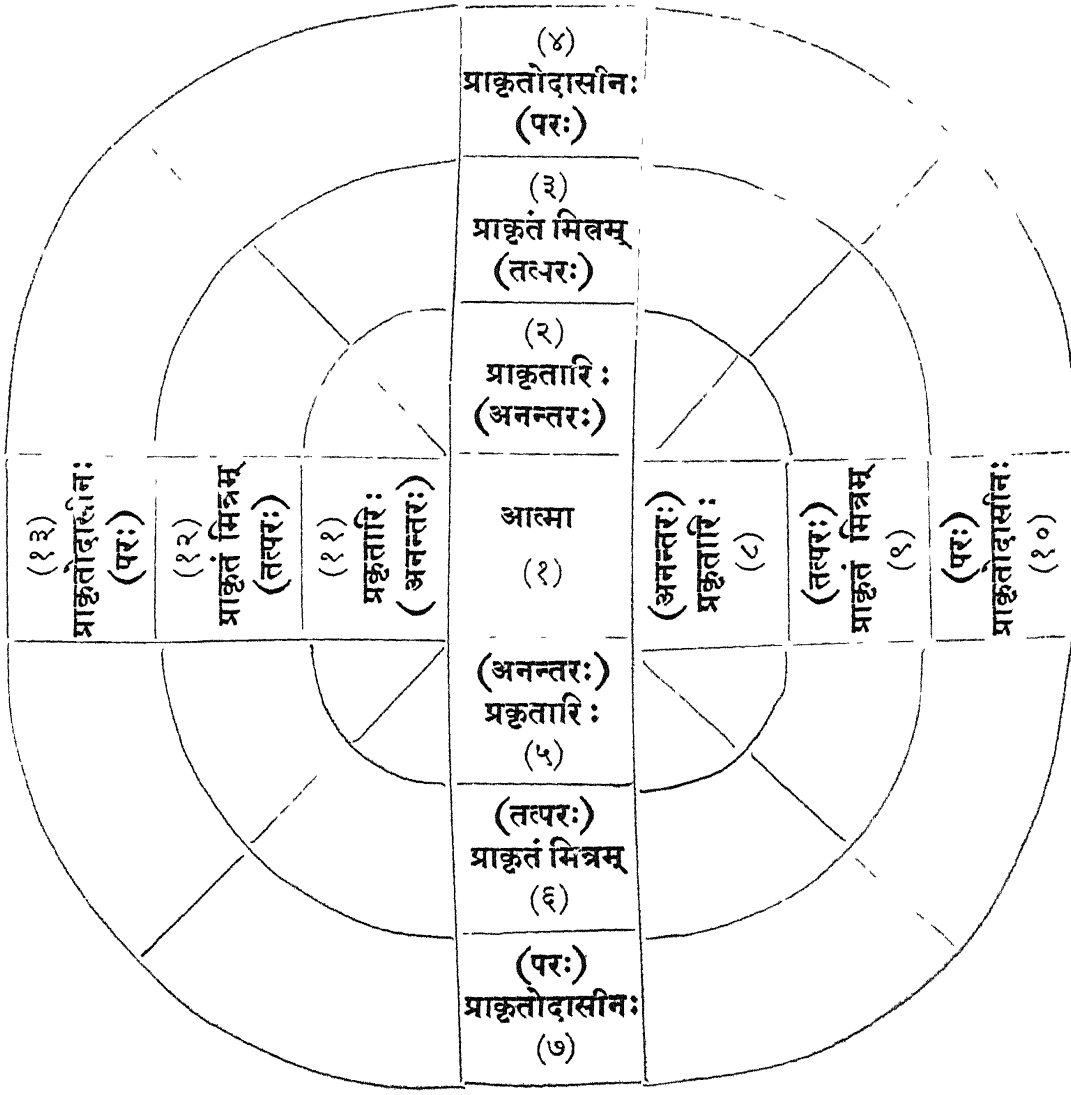 (४)
प्राकृतोदासीनः
(परः)
(३)
प्राकृतं मित्रम्
(तत्परः)
(२)
प्राकृतारिः
(अनन्तरः)
(१३)
प्राकृतोदासीनः
(परः)
(१२)
प्राकृतं मित्रम्
(तत्परः)
(११)
प्रकृतारिः
(अनन्तरः)
आत्मा
(१)
(अनन्तरः)
प्रकृतारिः
(८)
(तत्परः)
प्राकृतं मित्रम्
(९)
(परः)
प्राकृतोदासीनः
(१०)
(अनन्तरः)
प्रकृतारिः
(५)
(तत्परः)
प्राकृतं मित्रम्
(६)
(परः)
प्राकृतोदासीनः
(७)